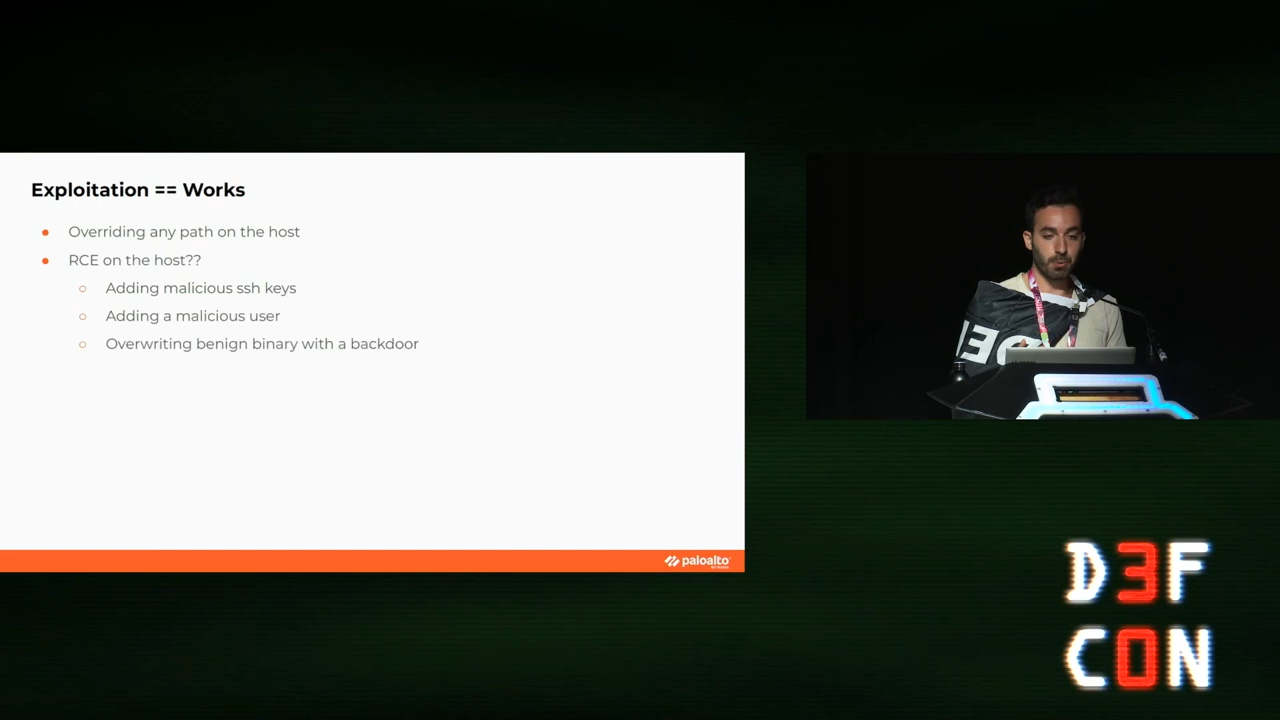 Exploitation == Works
● Overriding any path on the host
● RCE on the host??
○ Adding malicious ssh keys
○ Adding a malicious user
○ Overwriting benign binary with a backdoor
paloalto
D3F
C0N